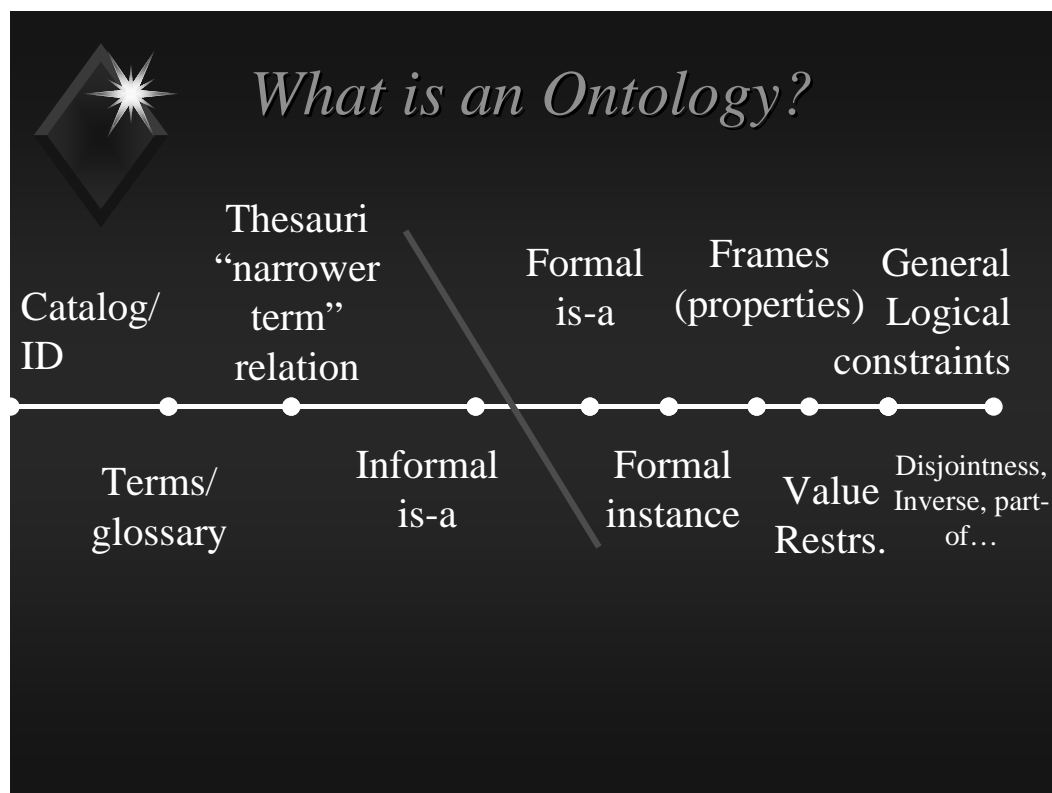 What is an Ontology?
Catalog/
ID
Thesauri
“narrower
term”
relation
Formal
is-a
Frames
(properties)
General
Logical
constraints
Terms/
glossary
Informal
is-a
Formal
instance
Value
Restrs.
Disjointness,
Inverse, part-
of…